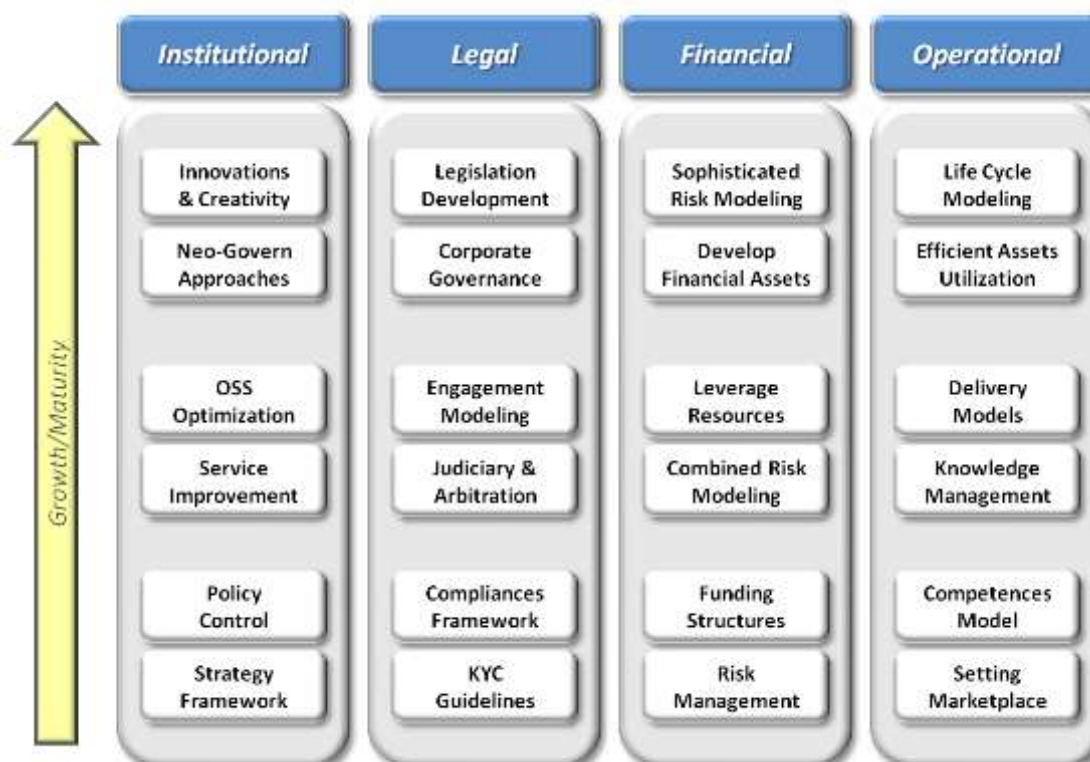 Institutional
Legal
Financial
Operational
Growth/Maturity
Innovations
& Creativity
Legislation
Development
Sophisticated
Risk Modeling
Life Cycle
Modeling
Neo-Govern
Approaches
Corporate
Governance
Develop
Financial Assets
Efficient Assets
Utilization
OSS
Optimization
Engagement
Modeling
Leverage
Resources
Delivery
Models
Service
Improvement
Judiciary &
Arbitration
Combined Risk
Modeling
Knowledge
Management
Policy
Control
Compliances
Framework
Funding
Structures
Competences
Model
Strategy
Framework
KYC
Guidelines
Risk
Management
Setting
Marketplace